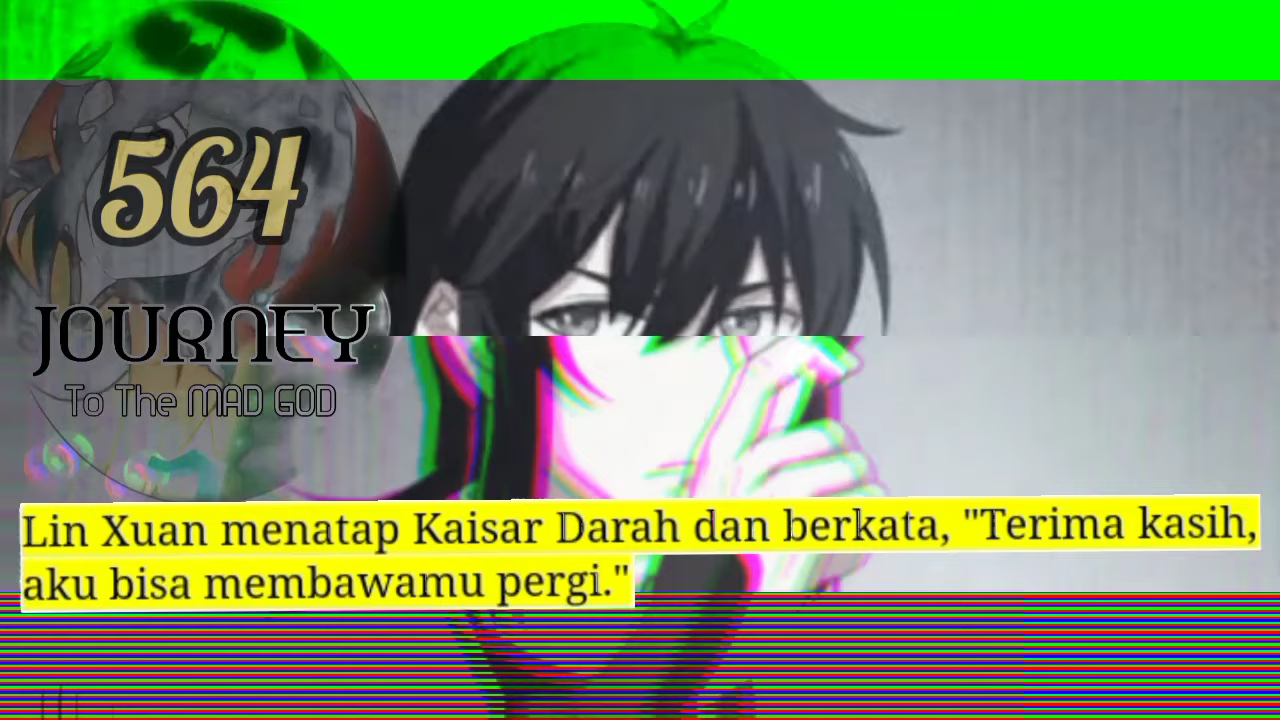 564
JOURNEY
To The MAD GOD
Lin Xuan menatap Kaisar Darah dan berkata, "Terima kasih,
aku bisa membawamu pergi."